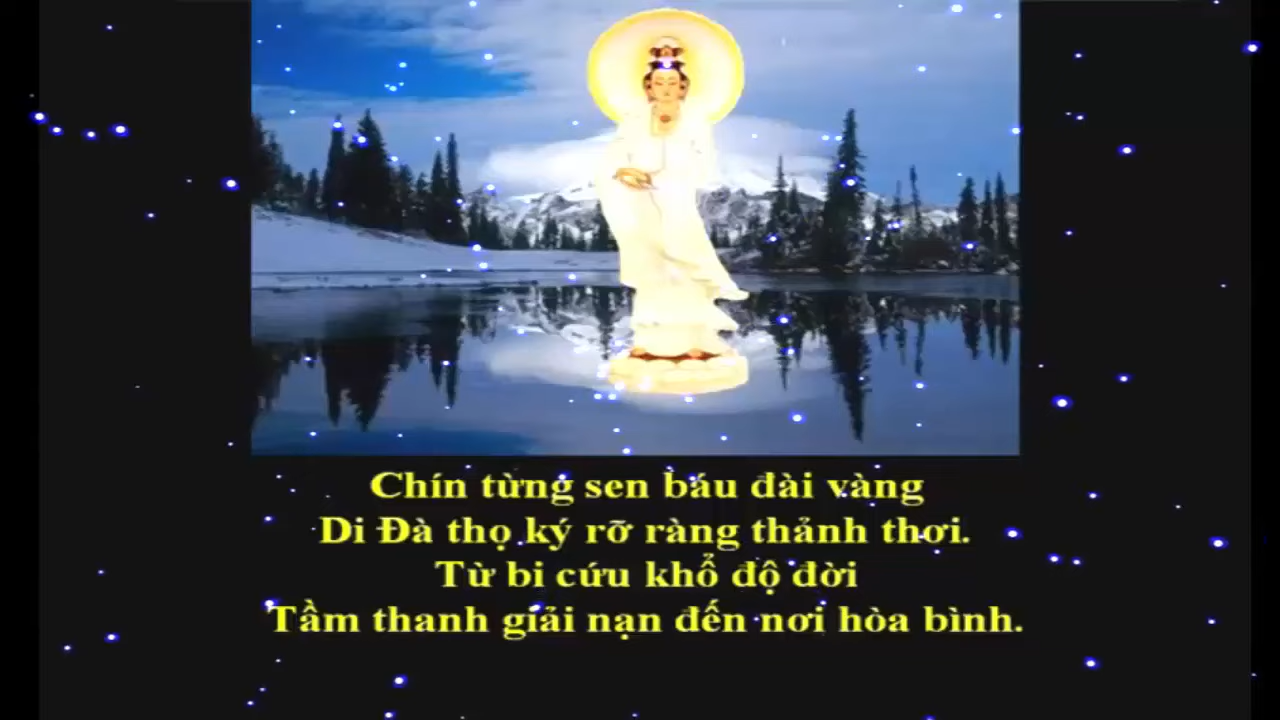 Chín từng sen báu đài vàng
Di Đà thọ ký rỡ ràng thảnh thơi.
Từ bi cứu khổ độ đời
Tầm thanh giải nạn đến nơi hòa bình.